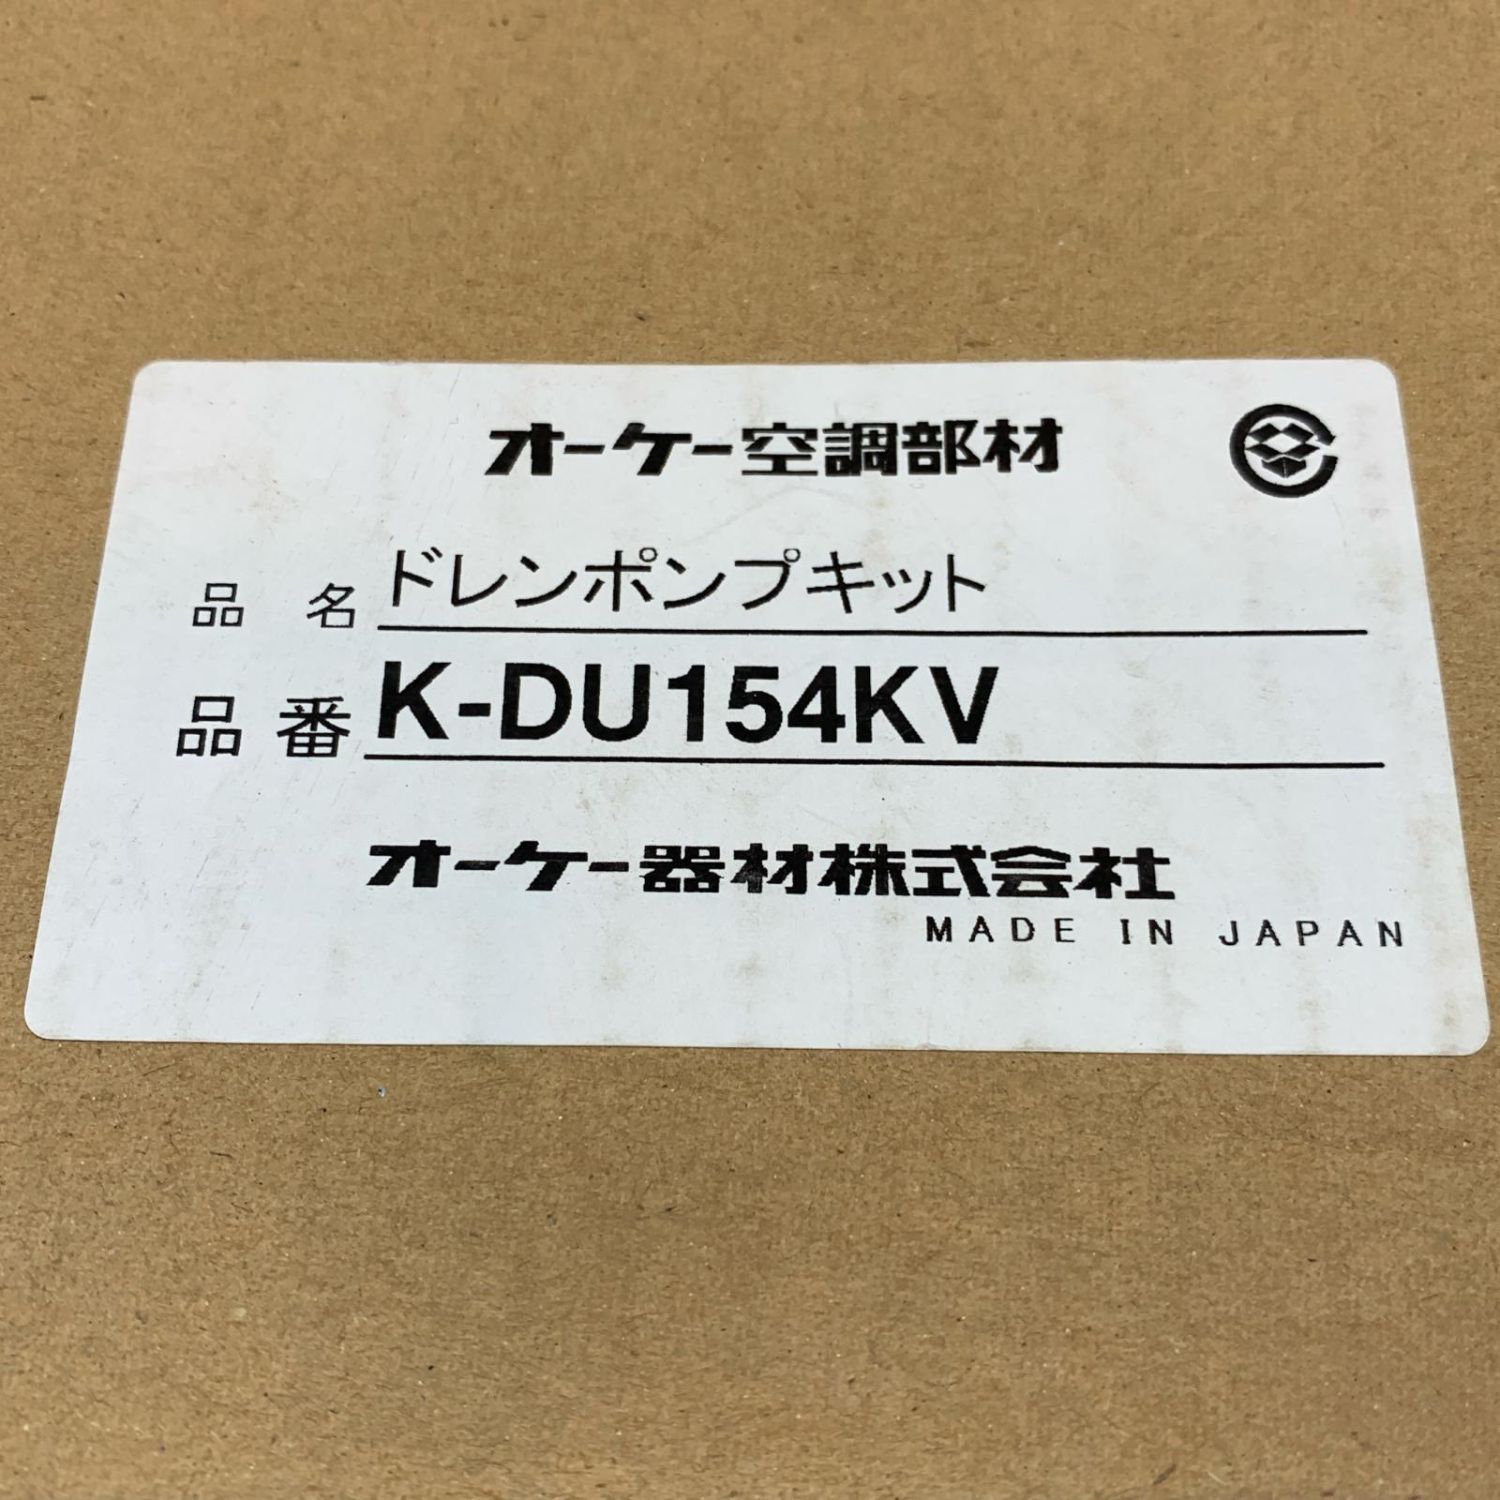 オーケー空調部材
品 名 ドレンポンプキット
品 番 K-DU154KV
オーケー器材株式会社
MADE IN JAPAN